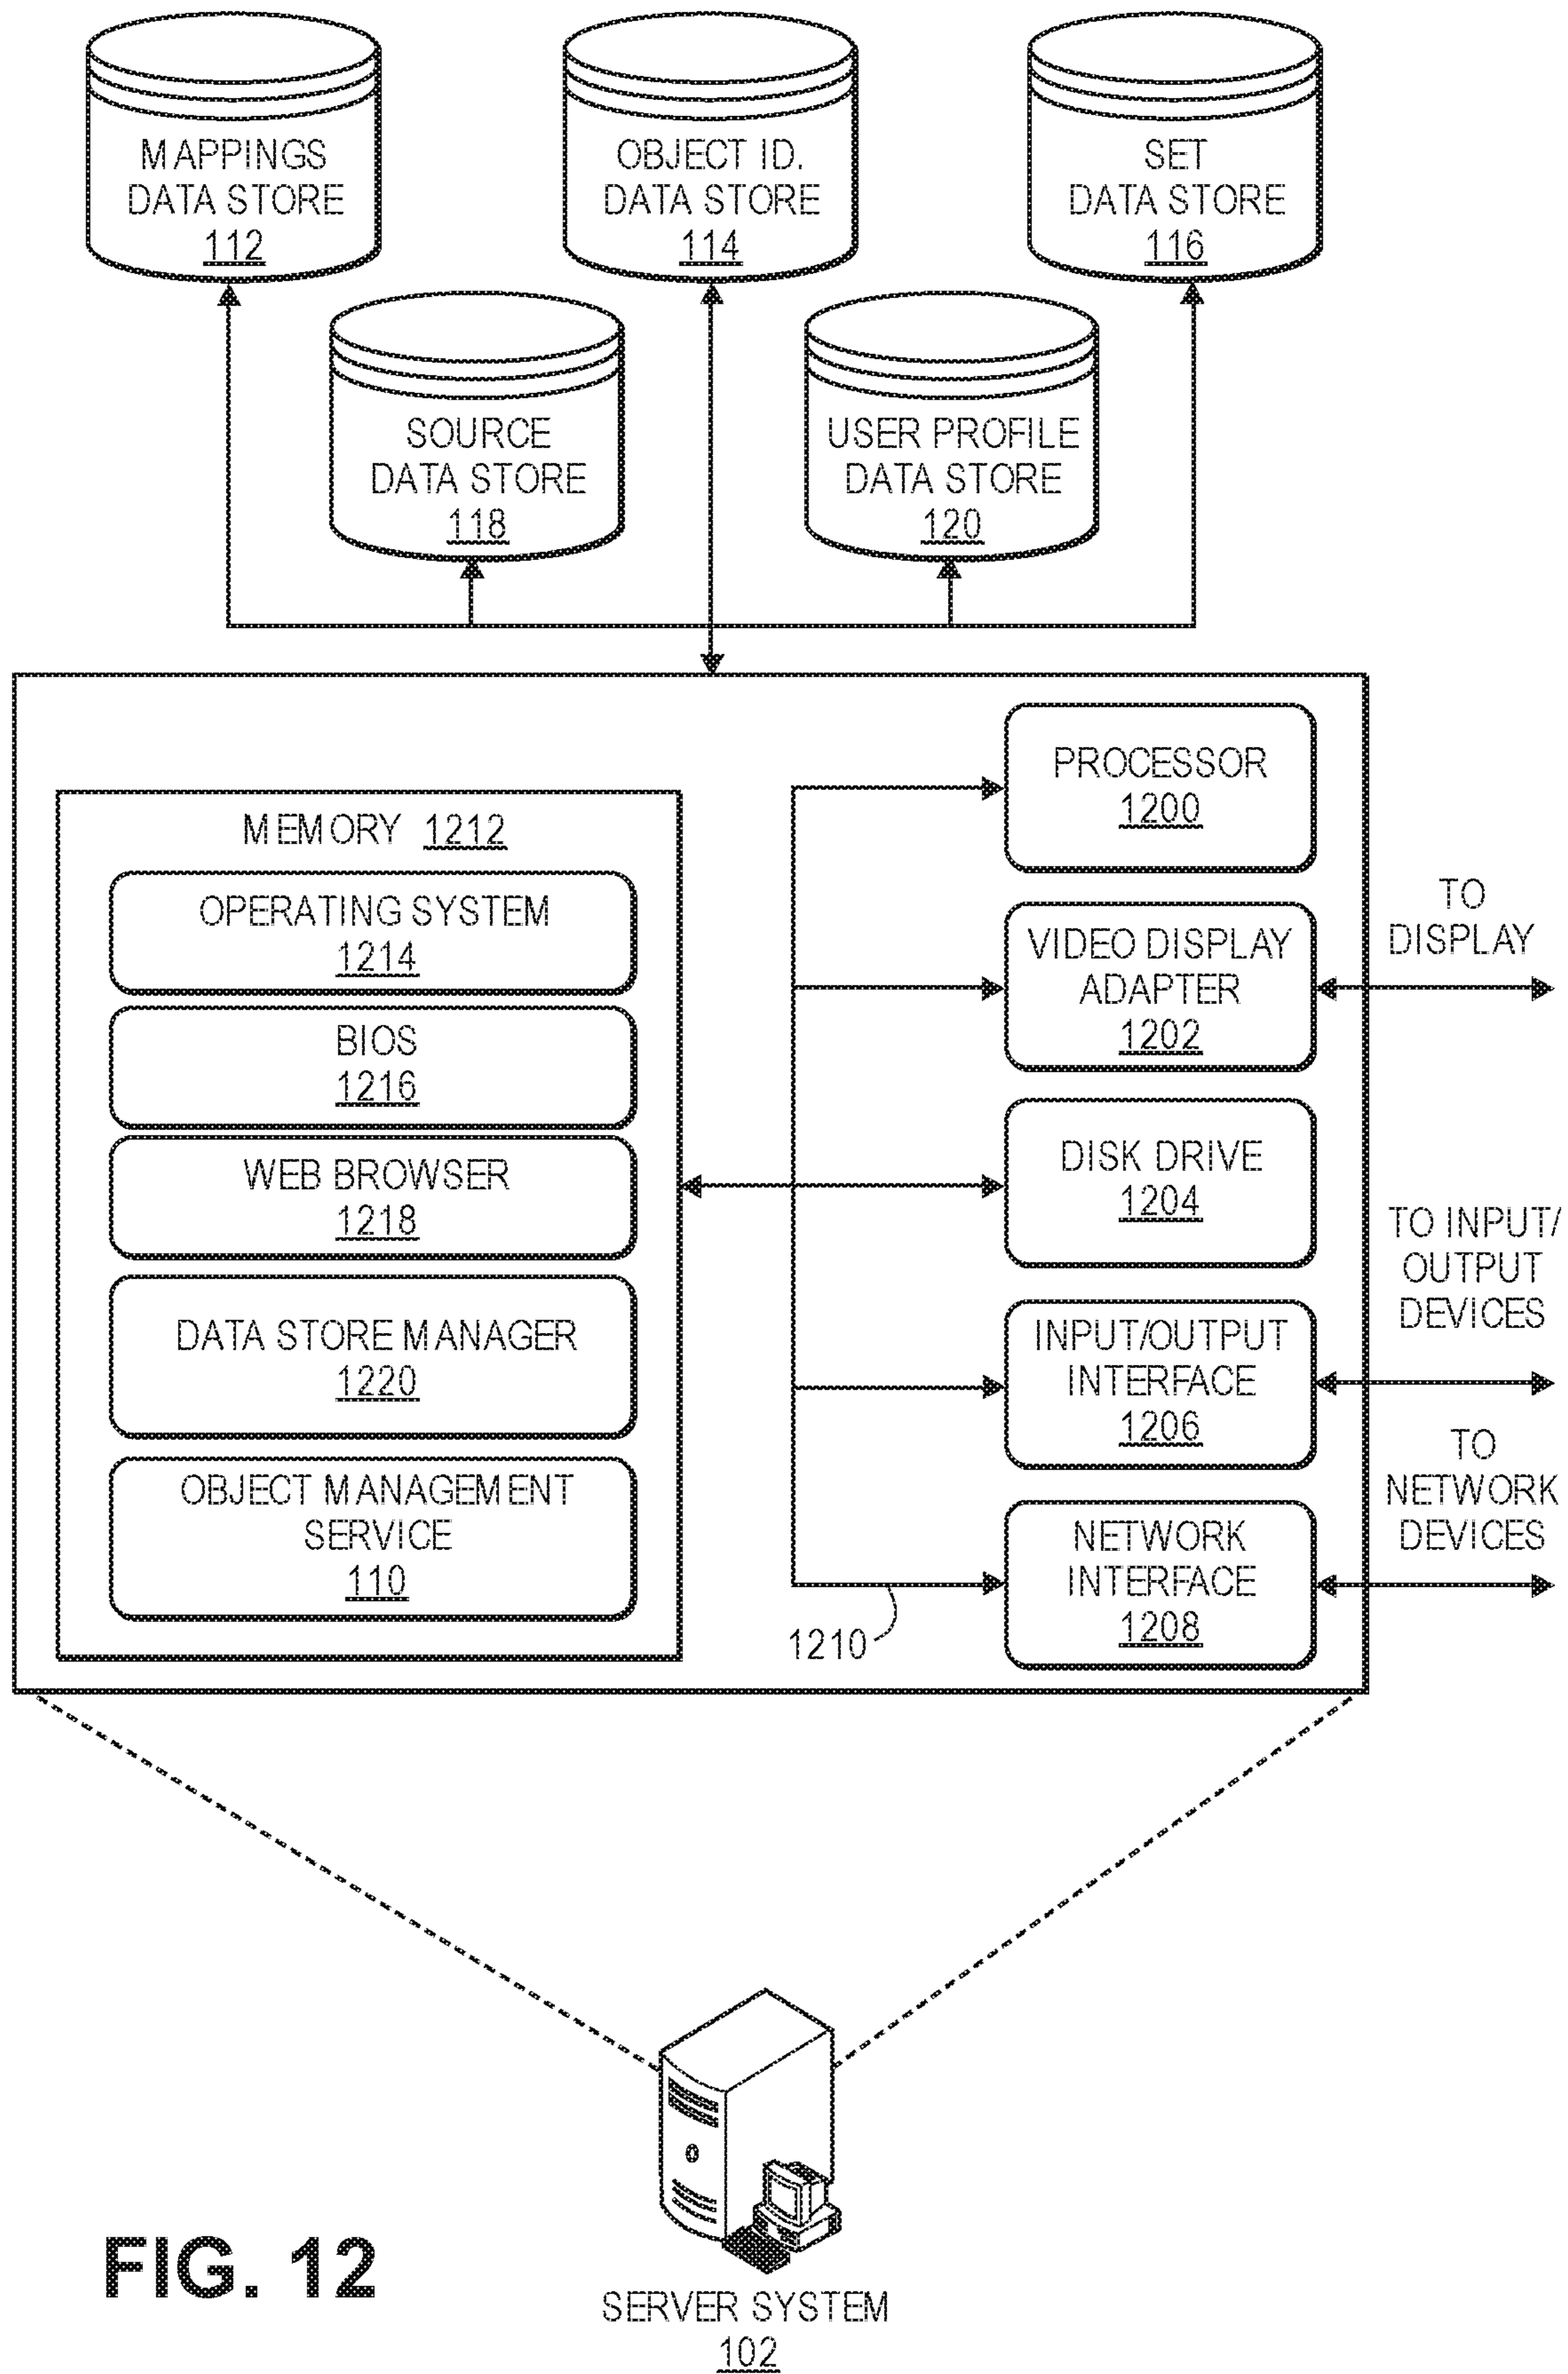 MAPPINGS
DATA STORE
112
OBJECT ID.
DATA STORE
114
SET
DATA STORE
116
SOURCE
DATA STORE
118
USER PROFILE
DATA STORE
120
MEMORY 1212
OPERATING SYSTEM
1214
BIOS
1216
WEB BROWSER
1218
DATA STORE MANAGER
1220
OBJECT MANAGEMENT
SERVICE
110
PROCESSOR
1200
VIDEO DISPLAY
ADAPTER
1202
DISK DRIVE
1204
INPUT/OUTPUT
INTERFACE
1206
NETWORK
INTERFACE
1208
1210
TO
DISPLAY
TO INPUT/
OUTPUT
DEVICES
TO
NETWORK
DEVICES
FIG. 12
SERVER SYSTEM
102